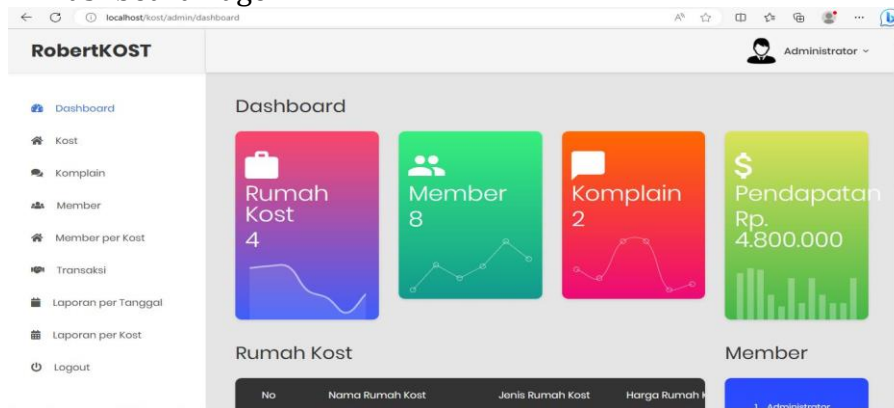 localhost/kost/admin/dashboard
RobertKOST
Administrator
Dashboard
Kost
Komplain
Member
Member per Kost
Transaksi
Laporan per Tanggal
Laporan per Kost
Logout
Dashboard
Rumah
Kost
4
Member
8
Komplain
2
$
Pendapatan
Rp.
4.800.000
Rumah Kost
No Nama Rumah Kost Jenis Rumah Kost Harga Rumah
Member
1. Administrator